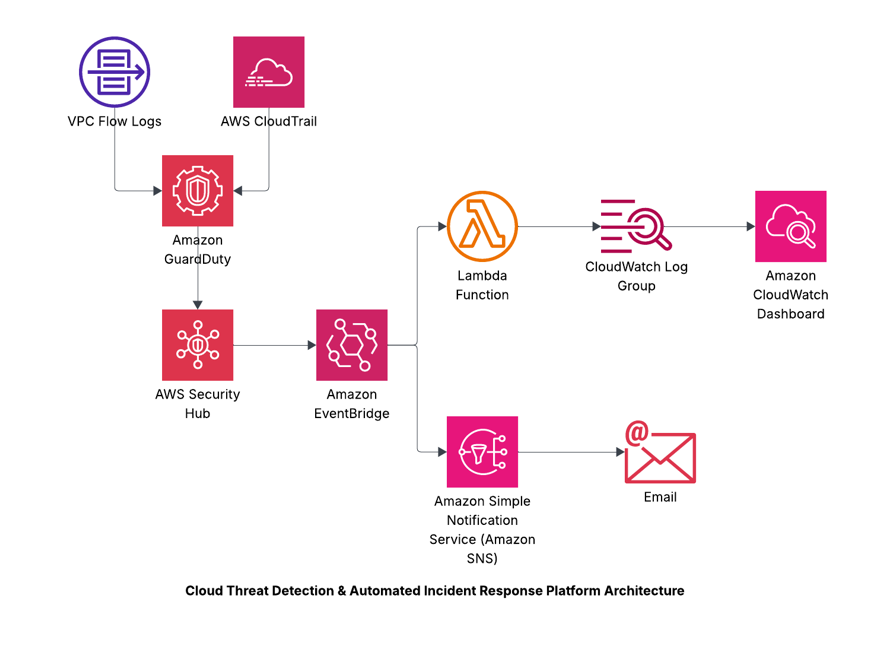 VPC Flow Logs
AWS CloudTrail
Amazon
GuardDuty
Lambda
Function
CloudWatch Log
Group
Amazon
CloudWatch
Dashboard
AWS Security
Hub
Amazon
EventBridge
@
Email
Amazon Simple
Notification
Service (Amazon
SNS)
Cloud Threat Detection & Automated Incident Response Platform Architecture